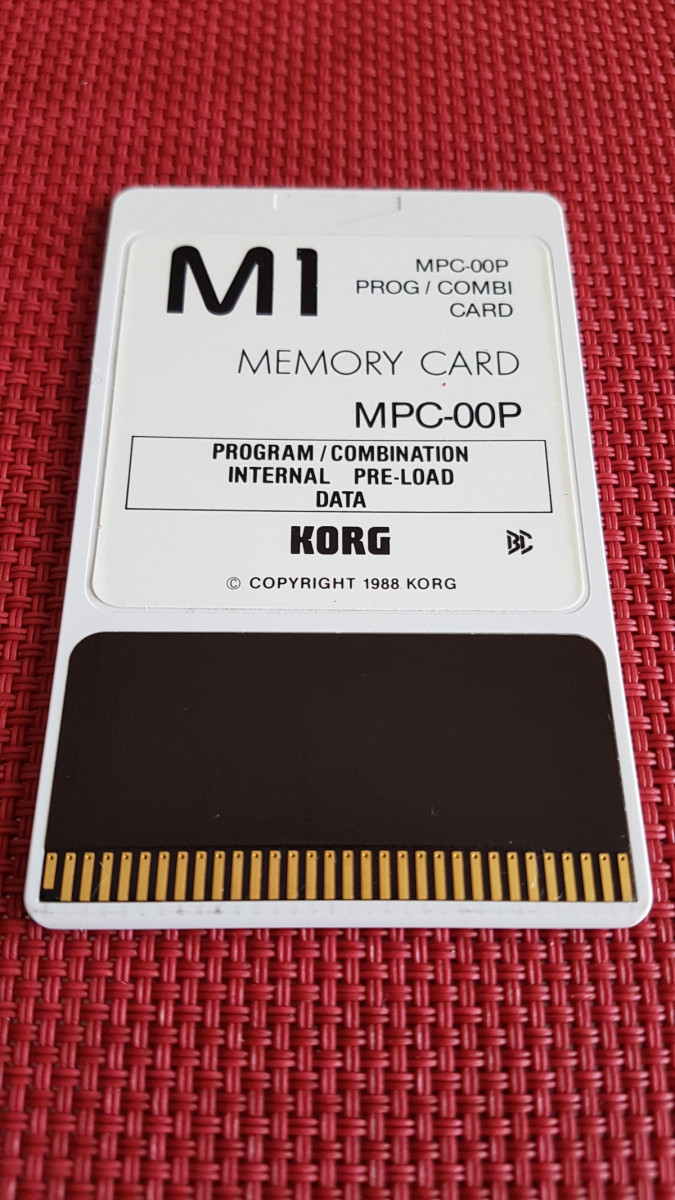 M1
MPC-00P
PROG / COMBI
CARD
MEMORY CARD
MPC-00P
PROGRAM / COMBINATION
INTERNAL PRE-LOAD
DATA
KORG
BC
© COPYRIGHT 1988 KORG